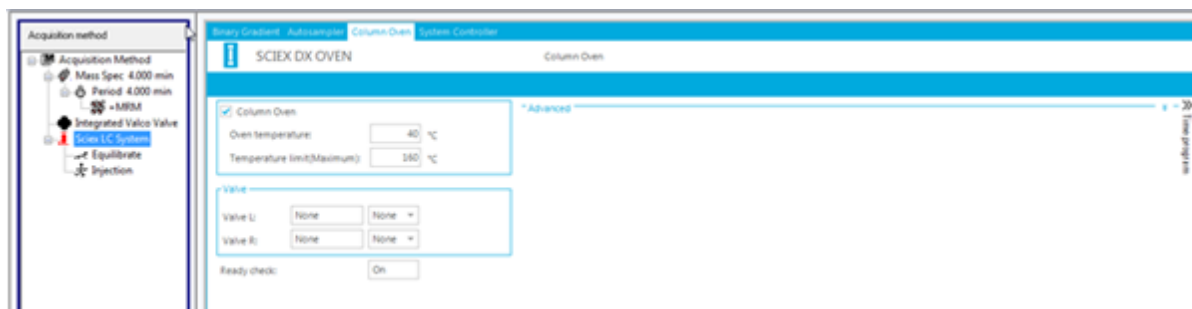 Acquisition method
Acquisition Method
Mass Spec 4.000 min
Period 4.000 min
+MRM
Integrated Valco Valve
Sciex LC System
Equilibrate
Injection
Binary Gradient Autosampler Column Oven System Controller
SCIEX DX OVEN Column Oven
Column Oven
Oven temperature: 40 °C
Temperature limit(Maximum): 160 °C
Valve
Valve L: None None
Valve R: None None
Ready check: On
* Advanced
Time program